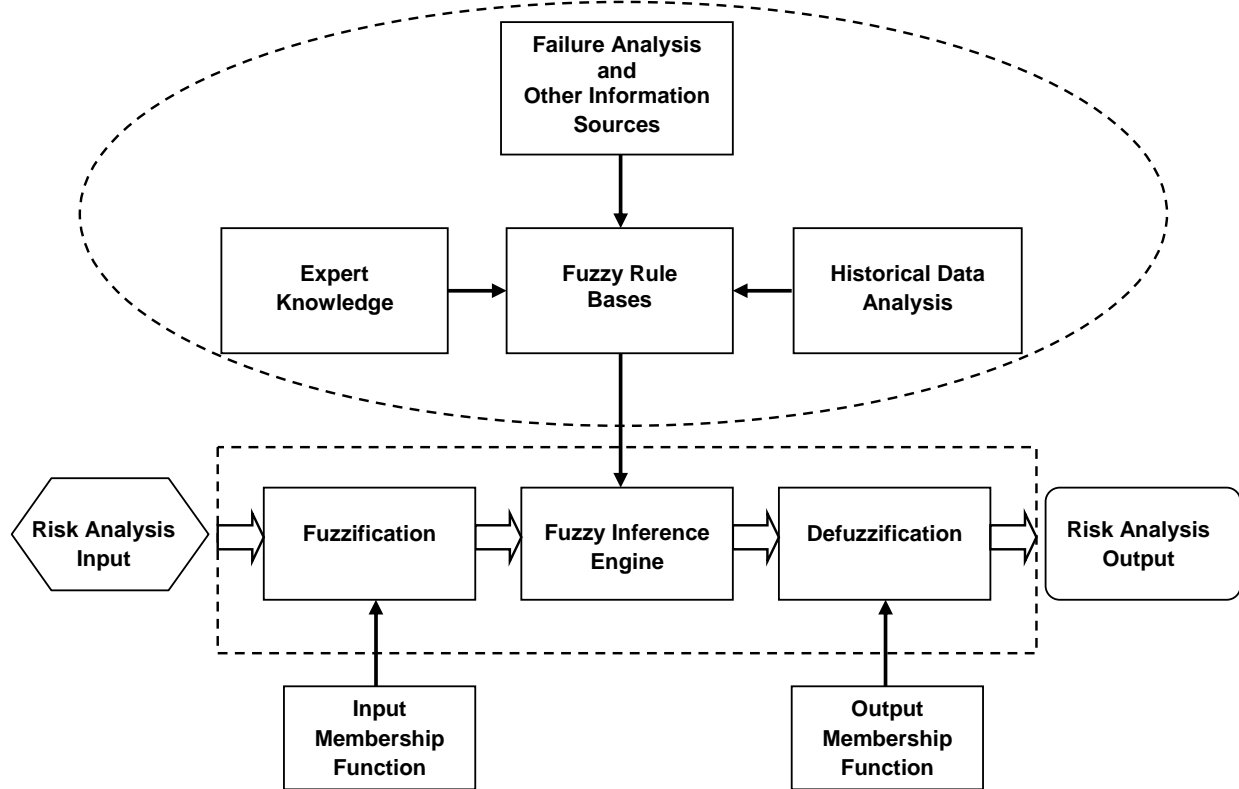 Failure Analysis
and
Other Information
Sources
Expert
Knowledge
Fuzzy Rule
Bases
Historical Data
Analysis
Risk Analysis
Input
Fuzzification
Fuzzy Inference
Engine
Defuzzification
Risk Analysis
Output
Input
Membership
Function
Output
Membership
Function